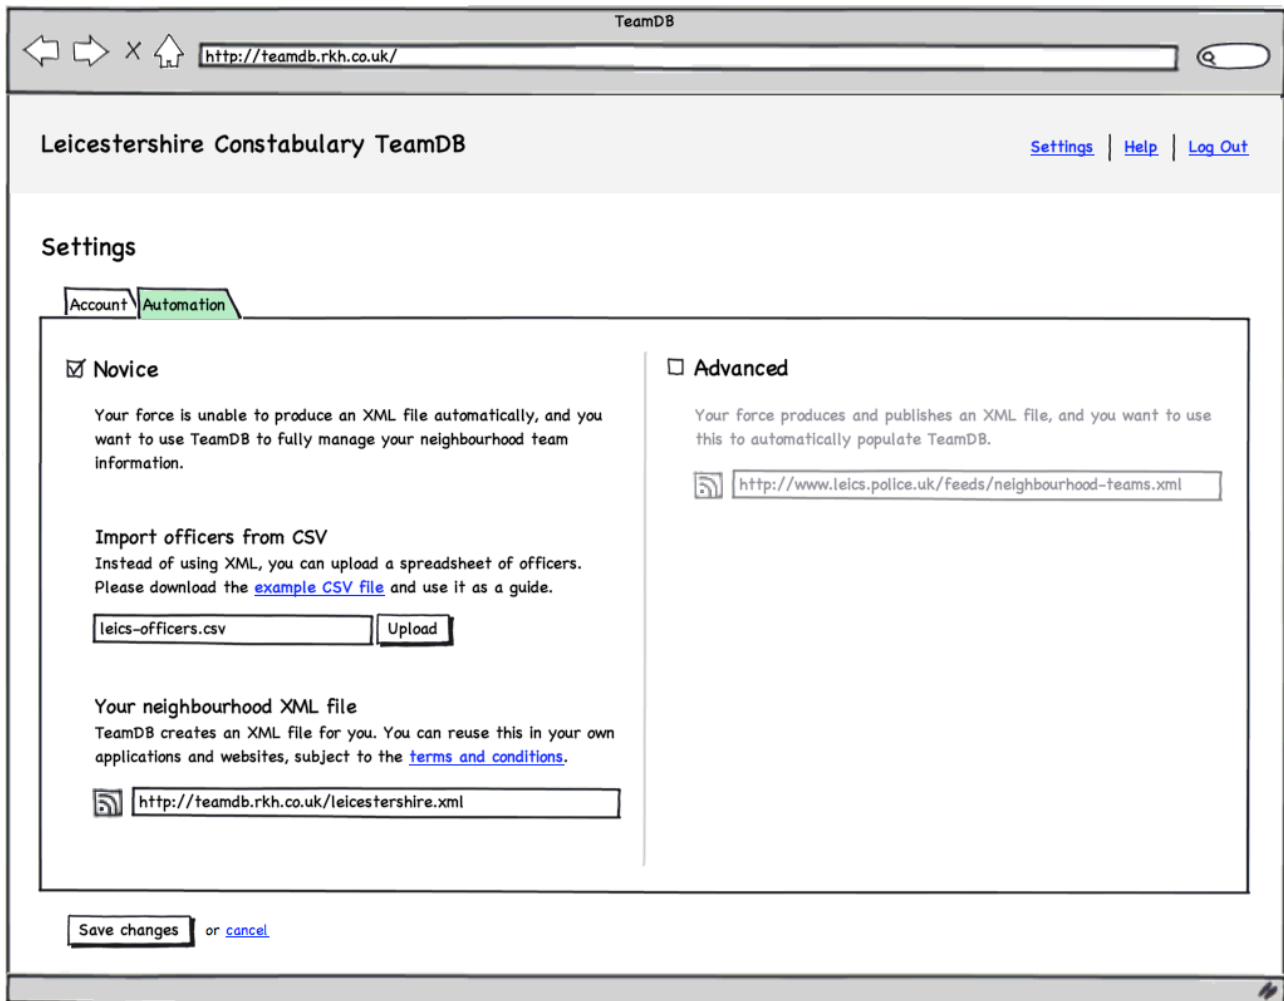 TeamDB
http://teamdb.rkh.co.uk/
Leicestershire Constabulary TeamDB
Settings | Help | Log Out
Settings
Account Automation
Novice
Your force is unable to produce an XML file automatically, and you
want to use TeamDB to fully manage your neighbourhood team
information.
Import officers from CSV
Instead of using XML, you can upload a spreadsheet of officers.
Please download the example CSV file and use it as a guide.
leics-officers.csv Upload
Your neighbourhood XML file
TeamDB creates an XML file for you. You can reuse this in your own
applications and websites, subject to the terms and conditions.
http://teamdb.rkh.co.uk/leicestershire.xml
Advanced
Your force produces and publishes an XML file, and you want to use
this to automatically populate TeamDB.
http://www.leics.police.uk/feeds/neighbourhood-teams.xml
Save changes or cancel